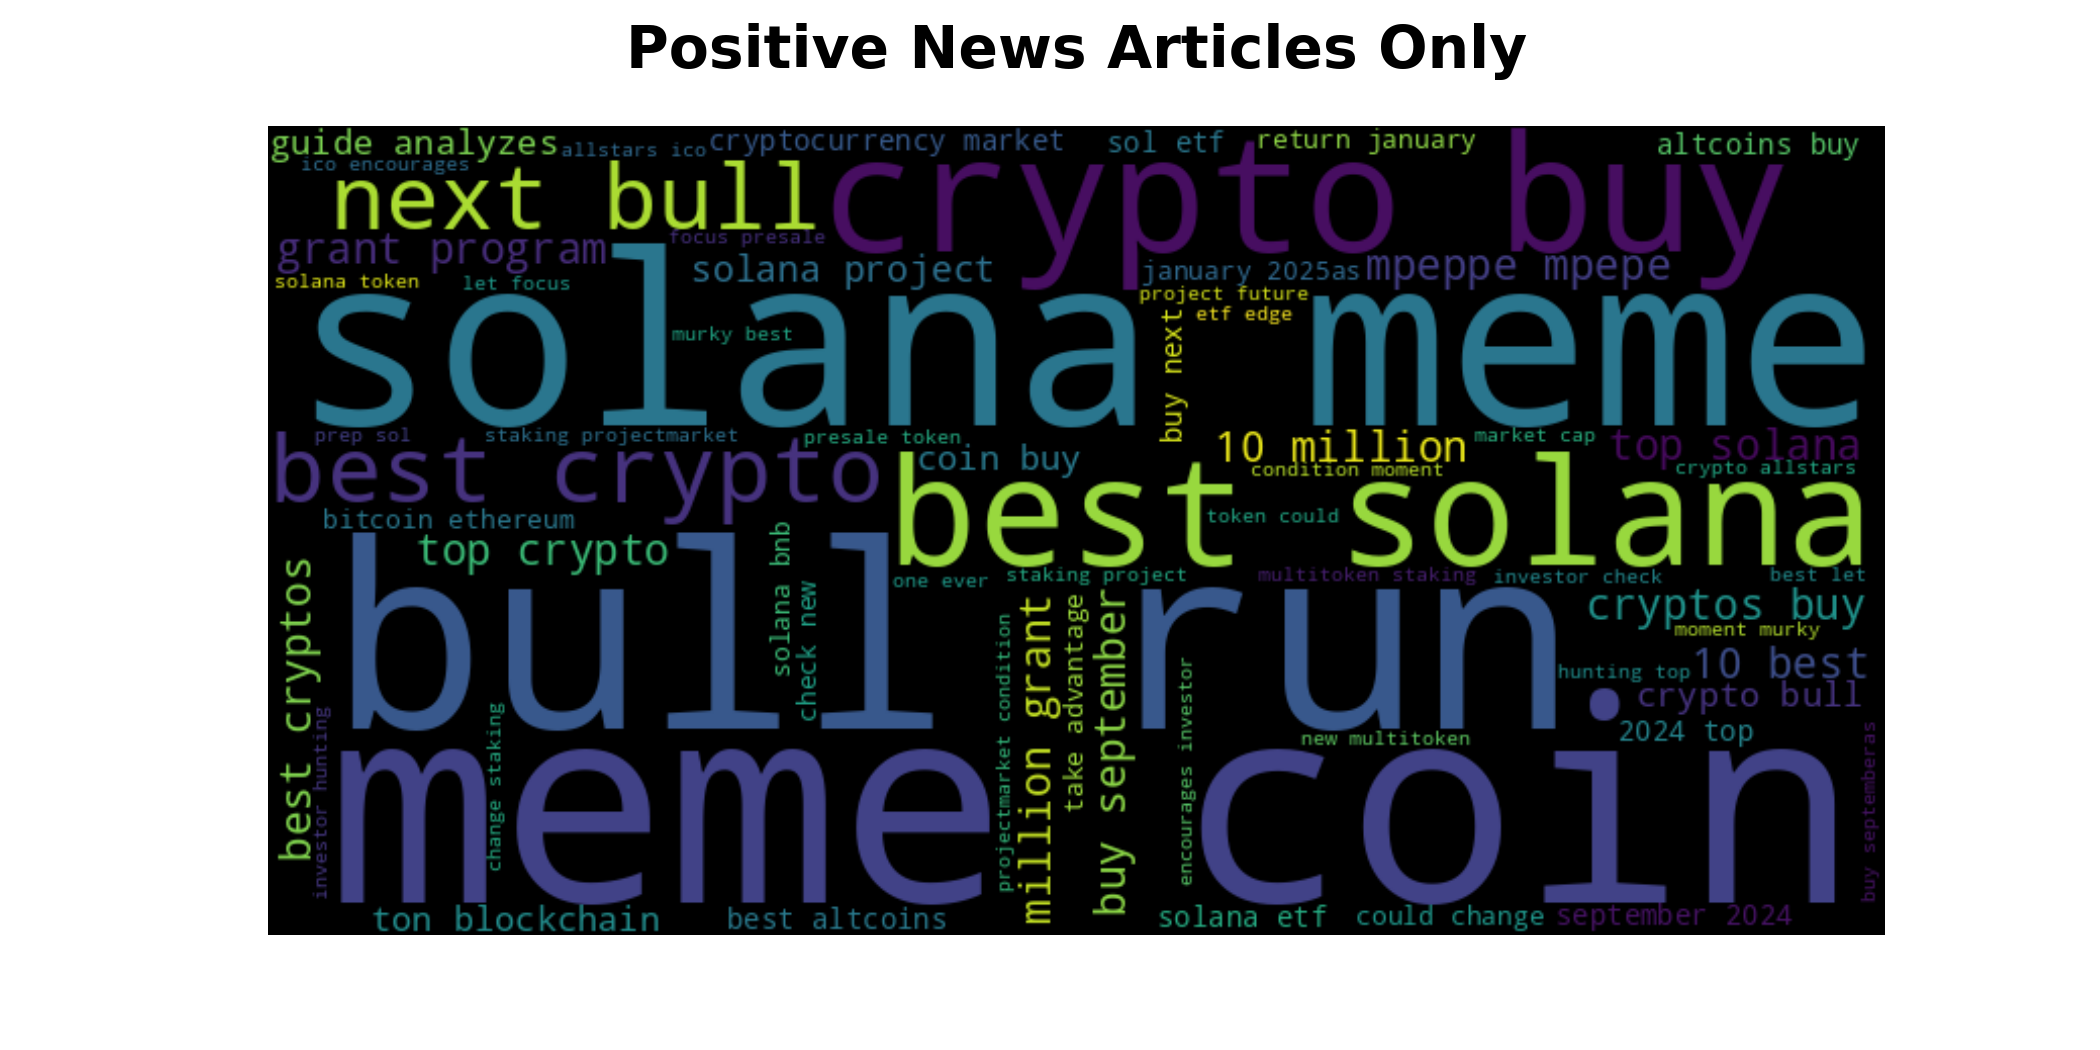 Positive News Articles Only
guide analyzes
allstars ico
cryptocurrency market
sol etf
return january
altcoins buy
ico encourages
next bull
crypto buy
grant program
focus presale
solana project
january 2025as
mpeppe mpepe
solana token
let focus
solana meme
project future
etf edge
murky best
buy next
prep sol
staking projectmarket
presale token
10 million
market cap
top solana
best crypto
coin buy
condition moment
crypto allstars
best solana
bitcoin ethereum
token could
top crypto
solana bnb
best cryptos
bull run
one ever
staking project
multitoken staking
investor check
best let
check new
cryptos buy
moment murky
projectmarket condition
million grant
take advantage
buy september
encourages investor
hunting top
10 best
crypto bull
2024 top
investor hunting
change staking
new multitoken
buy septemberas
meme coin
ton blockchain
best altcoins
solana etf
could change
september 2024